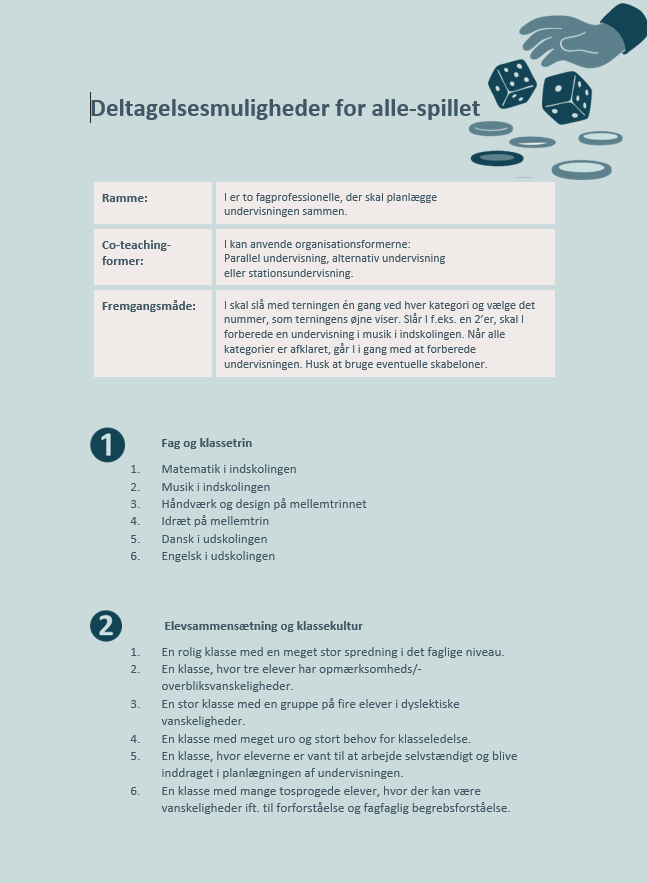 Deltagelsesmuligheder for alle-spillet
Ramme:
I er to fagprofessionelle, der skal planlægge
undervisningen sammen.
Co-teaching-
former:
I kan anvende organisationsformerne:
Parallel undervisning, alternativ undervisning
eller stationsundervisning.
Fremgangsmåde:
I skal slå med terningen én gang ved hver kategori og vælge det
nummer, som terningens øjne viser. Slår I f.eks. en 2’er, skal I
forberede en undervisning i musik i indskolingen. Når alle
kategorier er afklaret, går I i gang med at forberede
undervisningen. Husk at bruge eventuelle skabeloner.
1 Fag og klassetrin
1. Matematik i indskolingen
2. Musik i indskolingen
3. Håndværk og design på mellemtrinnet
4. Idræt på mellemtrin
5. Dansk i udskolingen
6. Engelsk i udskolingen
2 Elevsammensætning og klassekultur
1. En rolig klasse med en meget stor spredning i det faglige niveau.
2. En klasse, hvor tre elever har opmærksomheds/-
overbliksvanskeligheder.
3. En stor klasse med en gruppe på fire elever i dyslektiske
vanskeligheder.
4. En klasse med meget uro og stort behov for klasseledelse.
5. En klasse, hvor eleverne er vant til at arbejde selvstændigt og blive
inddraget i planlægningen af undervisningen.
6. En klasse med mange tosprogede elever, hvor der kan være
vanskeligheder ift. til forforståelse og fagfaglig begrebsforståelse.